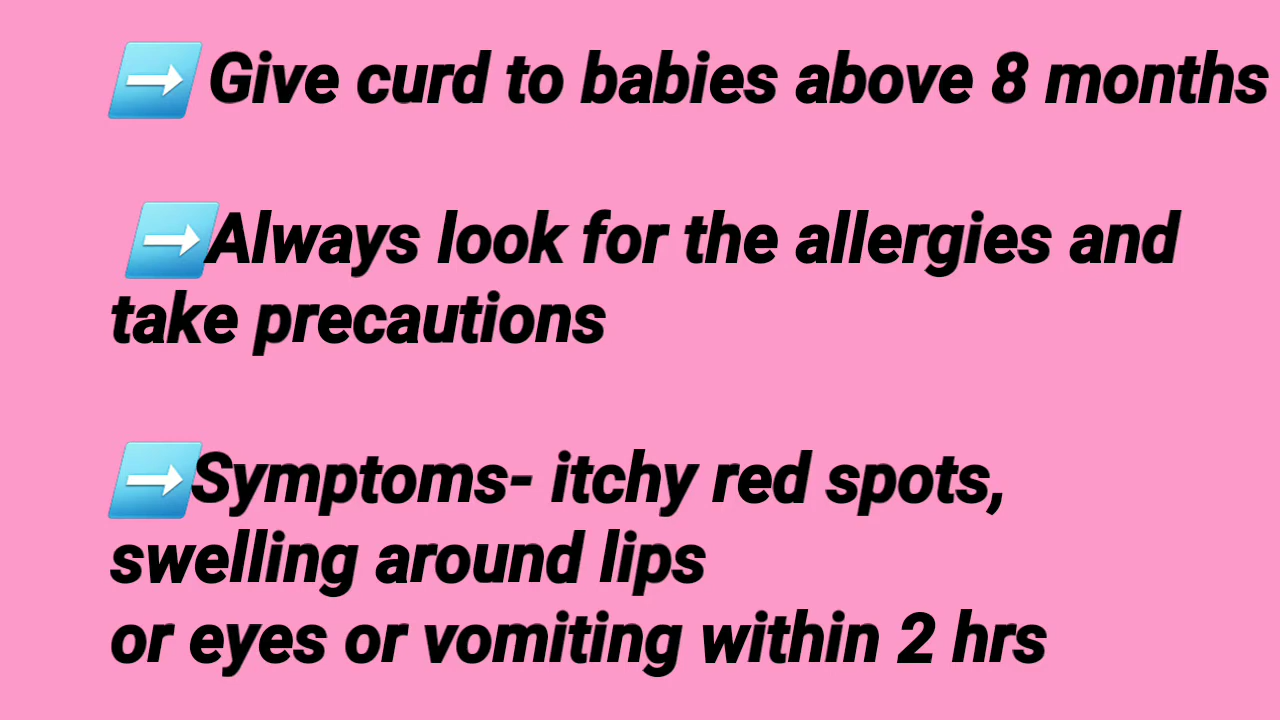 ➡️ Give curd to babies above 8 months
➡️Always look for the allergies and
take precautions
➡️Symptoms- itchy red spots,
swelling around lips
or eyes or vomiting within 2 hrs